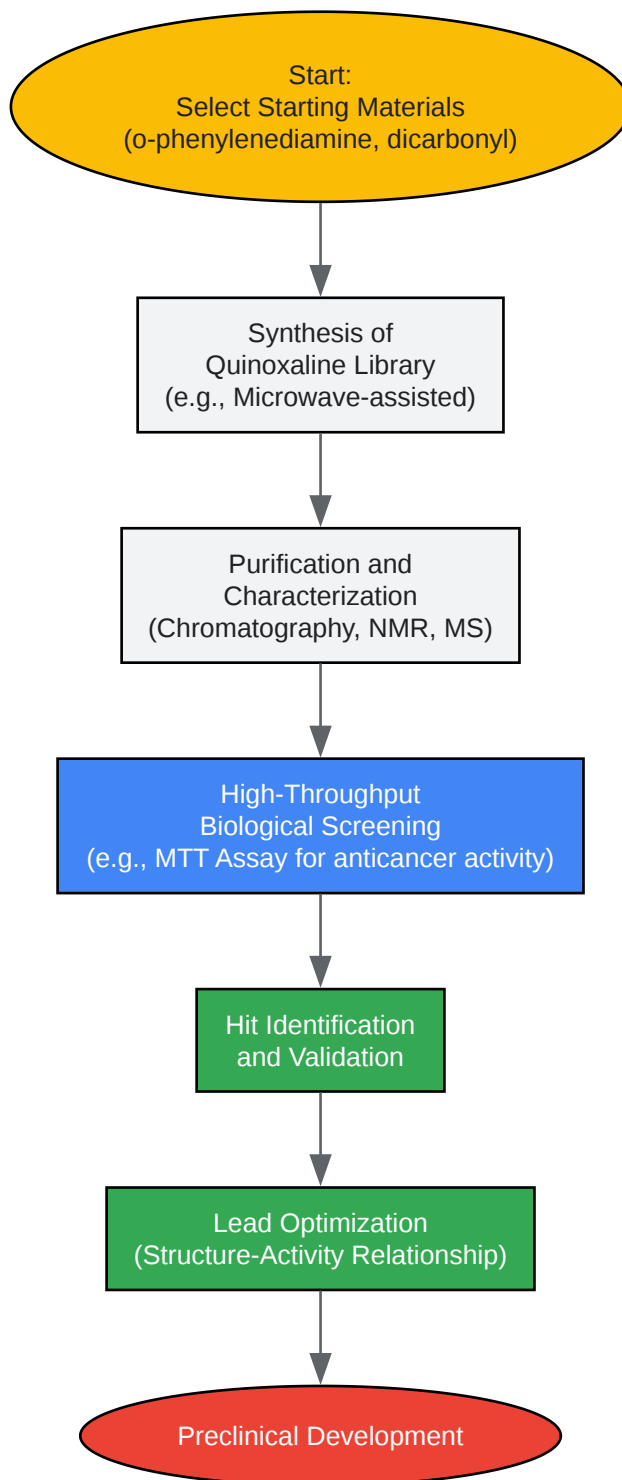 Start:
Select Starting Materials
(o-phenylenediamine, dicarbonyl)
Synthesis of
Quinoxaline Library
(e.g., Microwave-assisted)
Purification and
Characterization
(Chromatography, NMR, MS)
High-Throughput
Biological Screening
(e.g., MTT Assay for anticancer activity)
Hit Identification
and Validation
Lead Optimization
(Structure-Activity Relationship)
Preclinical Development